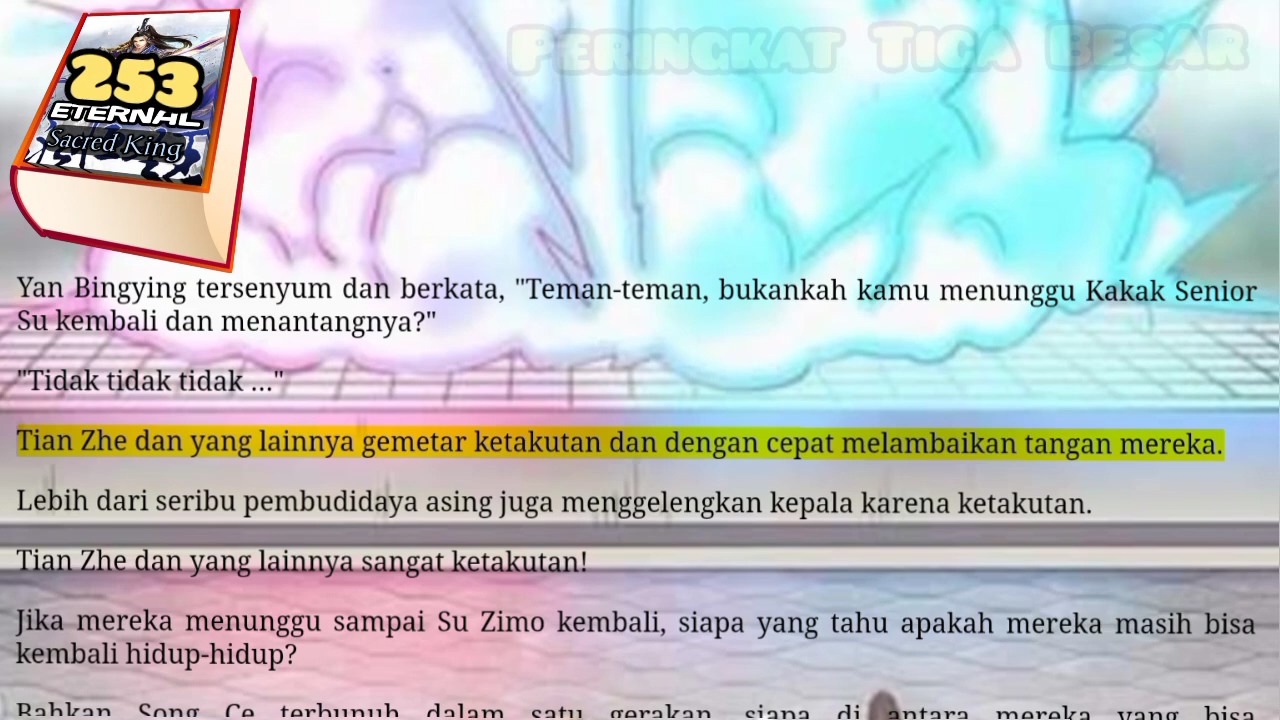 PERINGKAT TIGA BESAR
253
ETERNAL
Sacred King
Yan Bingying tersenyum dan berkata, "Teman-teman, bukankah kamu menunggu Kakak Senior
Su kembali dan menantangnya?"
"Tidak tidak tidak ..."
Tian Zhe dan yang lainnya gemetar ketakutan dan dengan cepat melambaikan tangan mereka.
Lebih dari seribu pembudidaya asing juga menggelengkan kepala karena ketakutan.
Tian Zhe dan yang lainnya sangat ketakutan!
Jika mereka menunggu sampai Su Zimo kembali, siapa yang tahu apakah mereka masih bisa
kembali hidup-hidup?
Bahkan Song Ce terbunuh dalam satu gerakan, siapa di antara mereka yang bisa